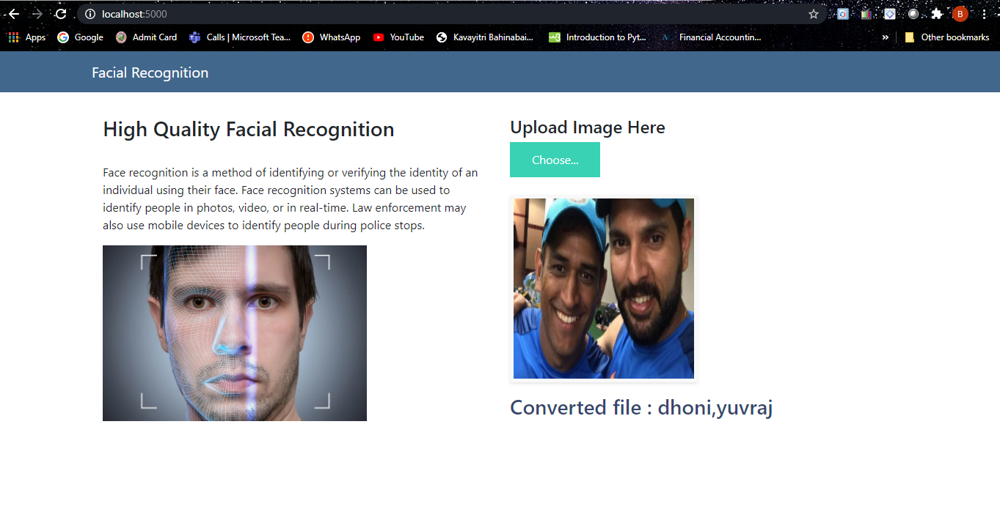 localhost:5000
B
Apps
Google
Admit Card
Calls | Microsoft Tea...
WhatsApp
YouTube
Kavayitri Bahinabai...
Introduction to Pyt...
Financial Accountin...
»
Other bookmarks
Facial Recognition
High Quality Facial Recognition
Face recognition is a method of identifying or verifying the identity of an
individual using their face. Face recognition systems can be used to
identify people in photos, video, or in real-time. Law enforcement may
also use mobile devices to identify people during police stops.
Upload Image Here
Choose...
Converted file : dhoni,yuvraj